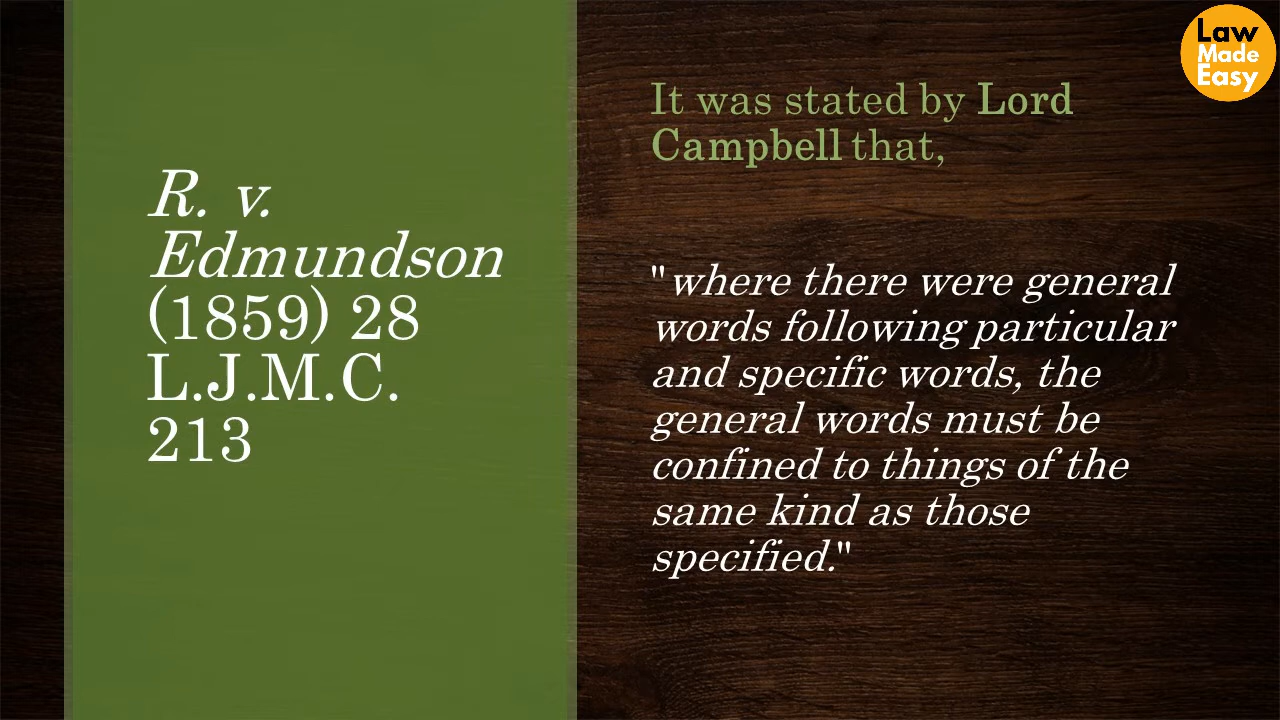 R. v.
Edmundson
(1859) 28
L.J.M.C.
213
It was stated by Lord
Campbell that,
"where there were general
words following particular
and specific words, the
general words must be
confined to things of the
same kind as those
specified."
Law
Made
Easy